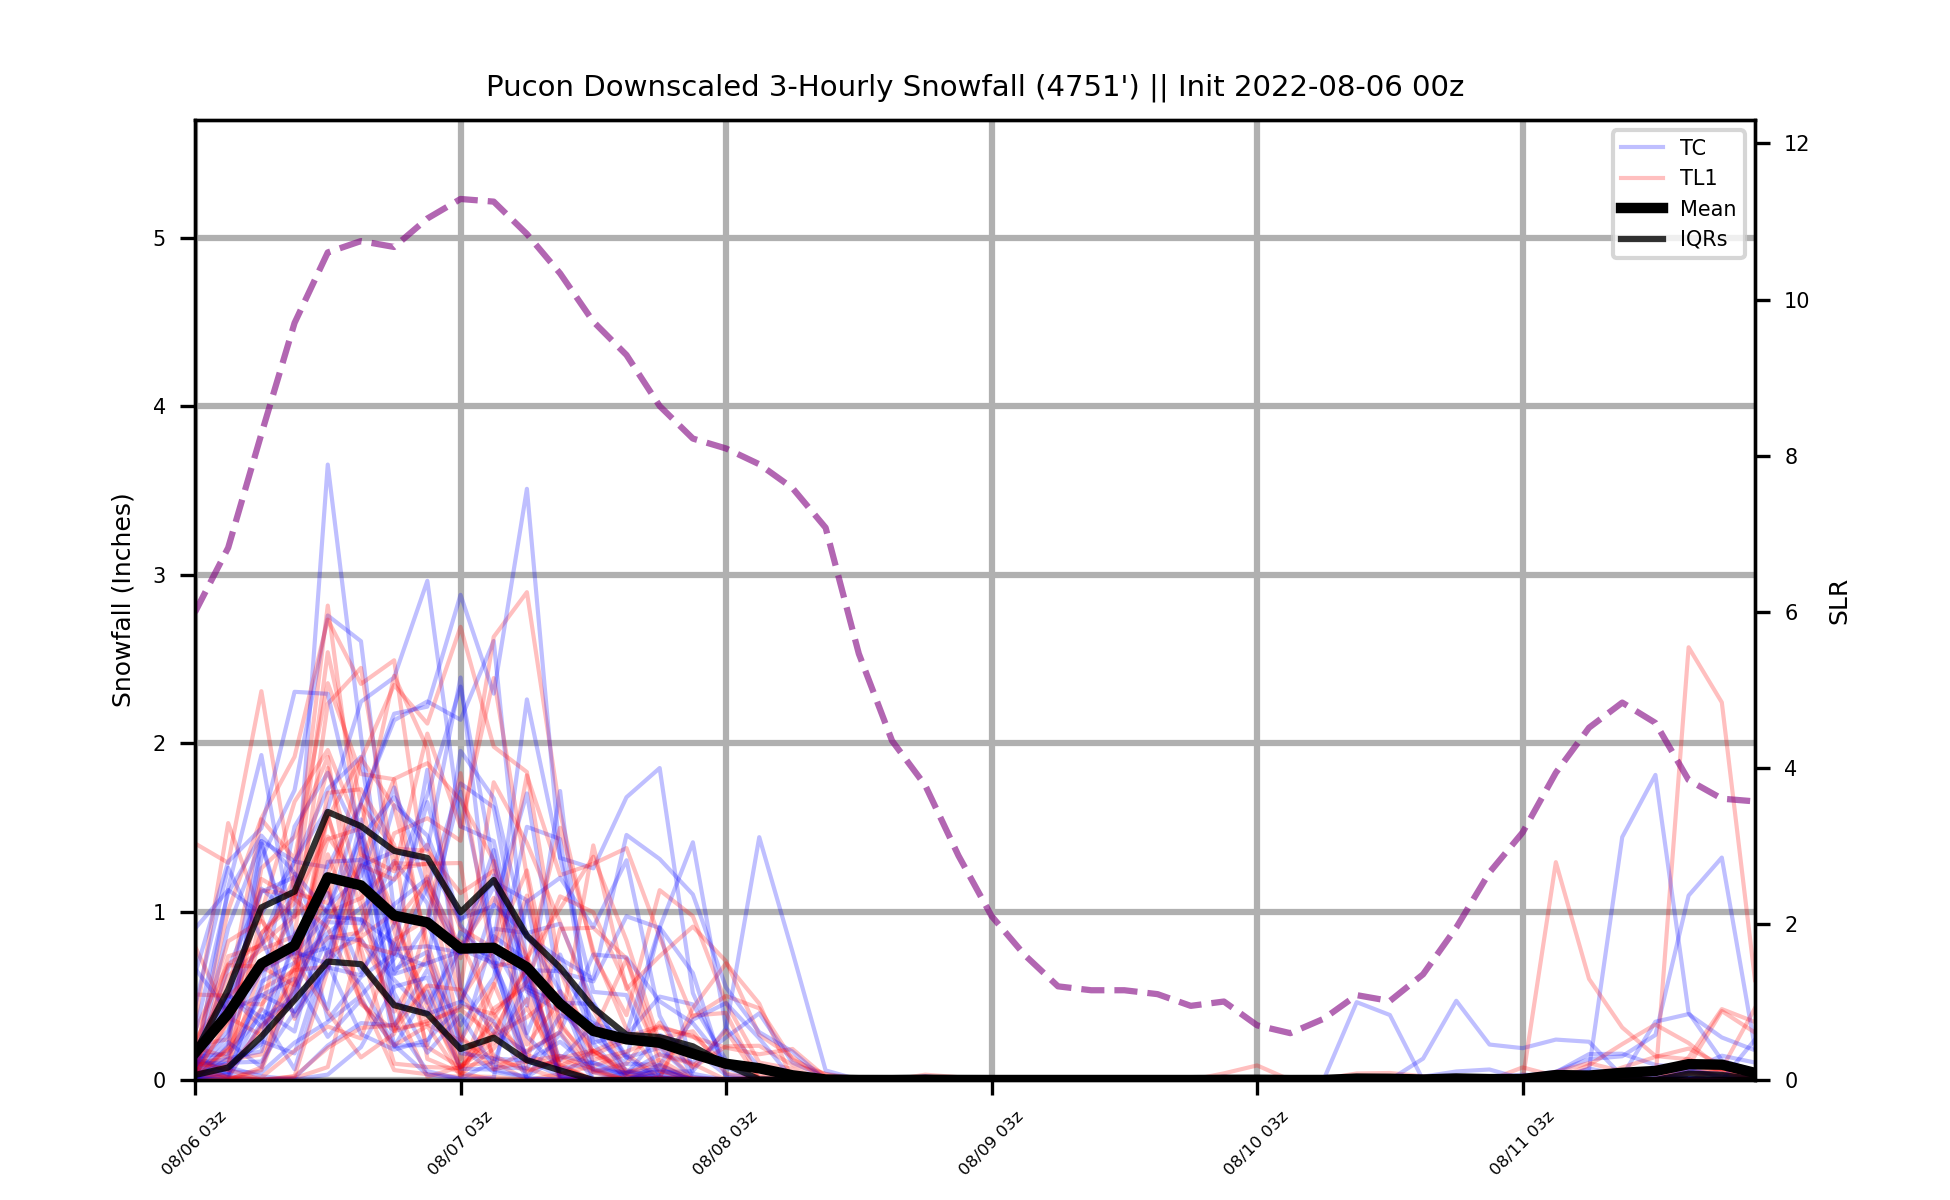 Pucon Downscaled 3-Hourly Snowfall (4751') || Init 2022-08-06 00z
TC
TL1
Mean
IQRs
Snowfall (Inches)
5
4
3
2
1
0
12
10
8
6
4
2
0
SLR
08/06 03z
08/07 03z
08/08 03z
08/09 03z
08/10 03z
08/11 03z